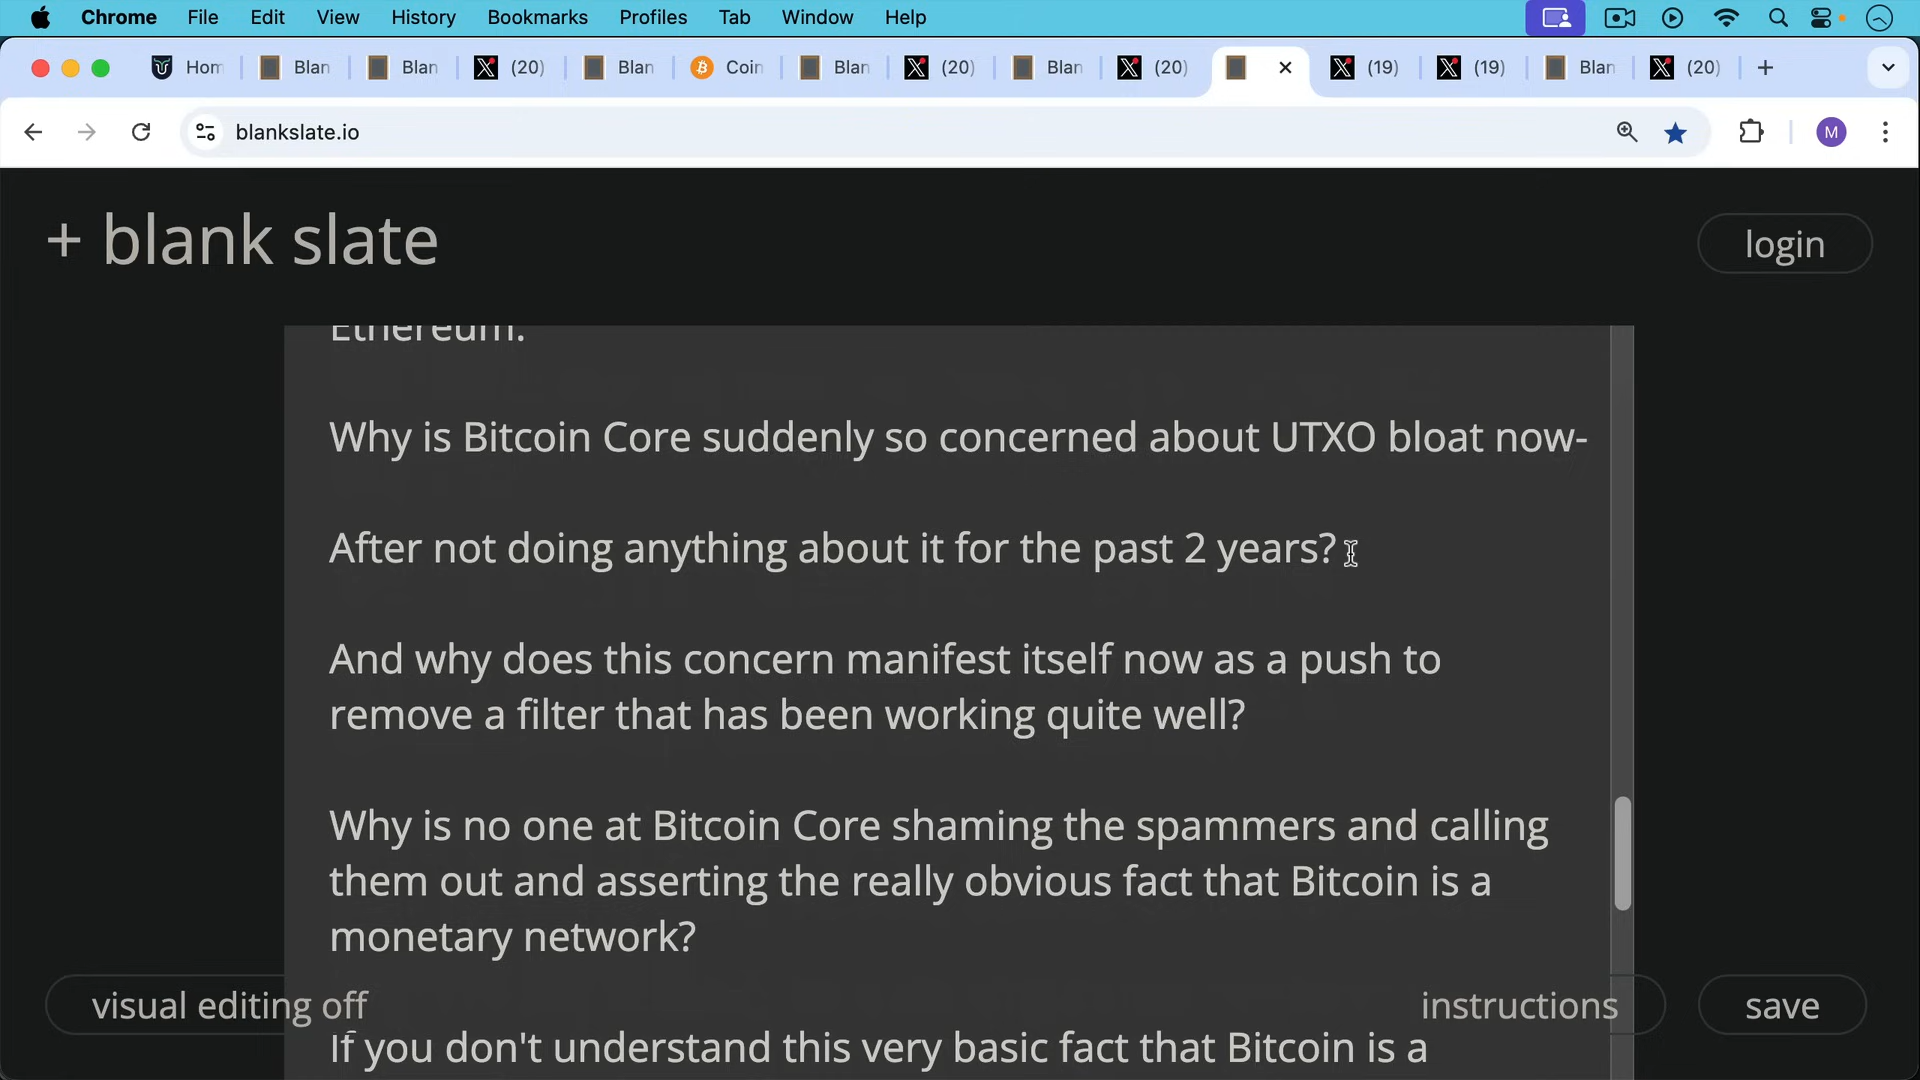 Chrome File Edit View History Bookmarks Profiles Tab Window Help
Hom Blan Blan (20) Blan Coin Blan (20) Blan (20) (19) (19) Blan (20)
blankslate.io
M
+ blank slate
login
Ethereum.
Why is Bitcoin Core suddenly so concerned about UTXO bloat now-
After not doing anything about it for the past 2 years?
And why does this concern manifest itself now as a push to
remove a filter that has been working quite well?
Why is no one at Bitcoin Core shaming the spammers and calling
them out and asserting the really obvious fact that Bitcoin is a
monetary network?
visual editing off
instructions
save
If you don't understand this very basic fact that Bitcoin is a